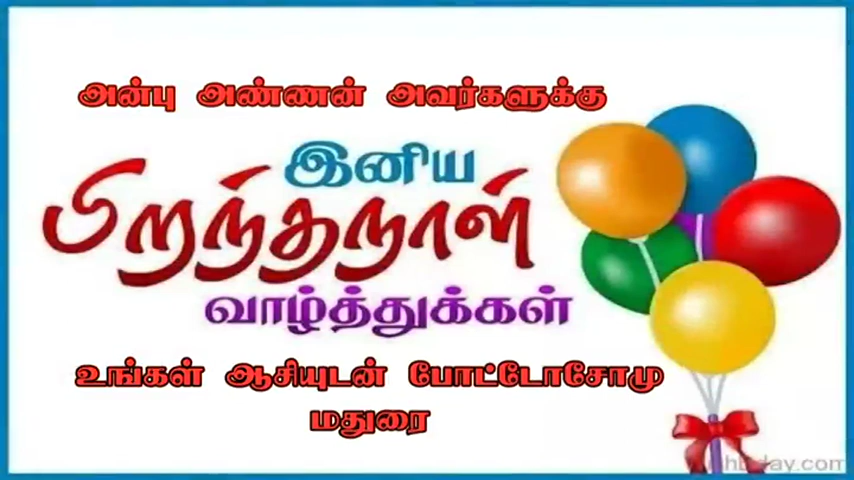 அன்பு அண்ணன் அவர்களுக்கு
இனிய
பிறந்தநாள்
வாழ்த்துக்கள்
உங்கள் ஆசியுடன் போட்டோசோமு
மதுரை